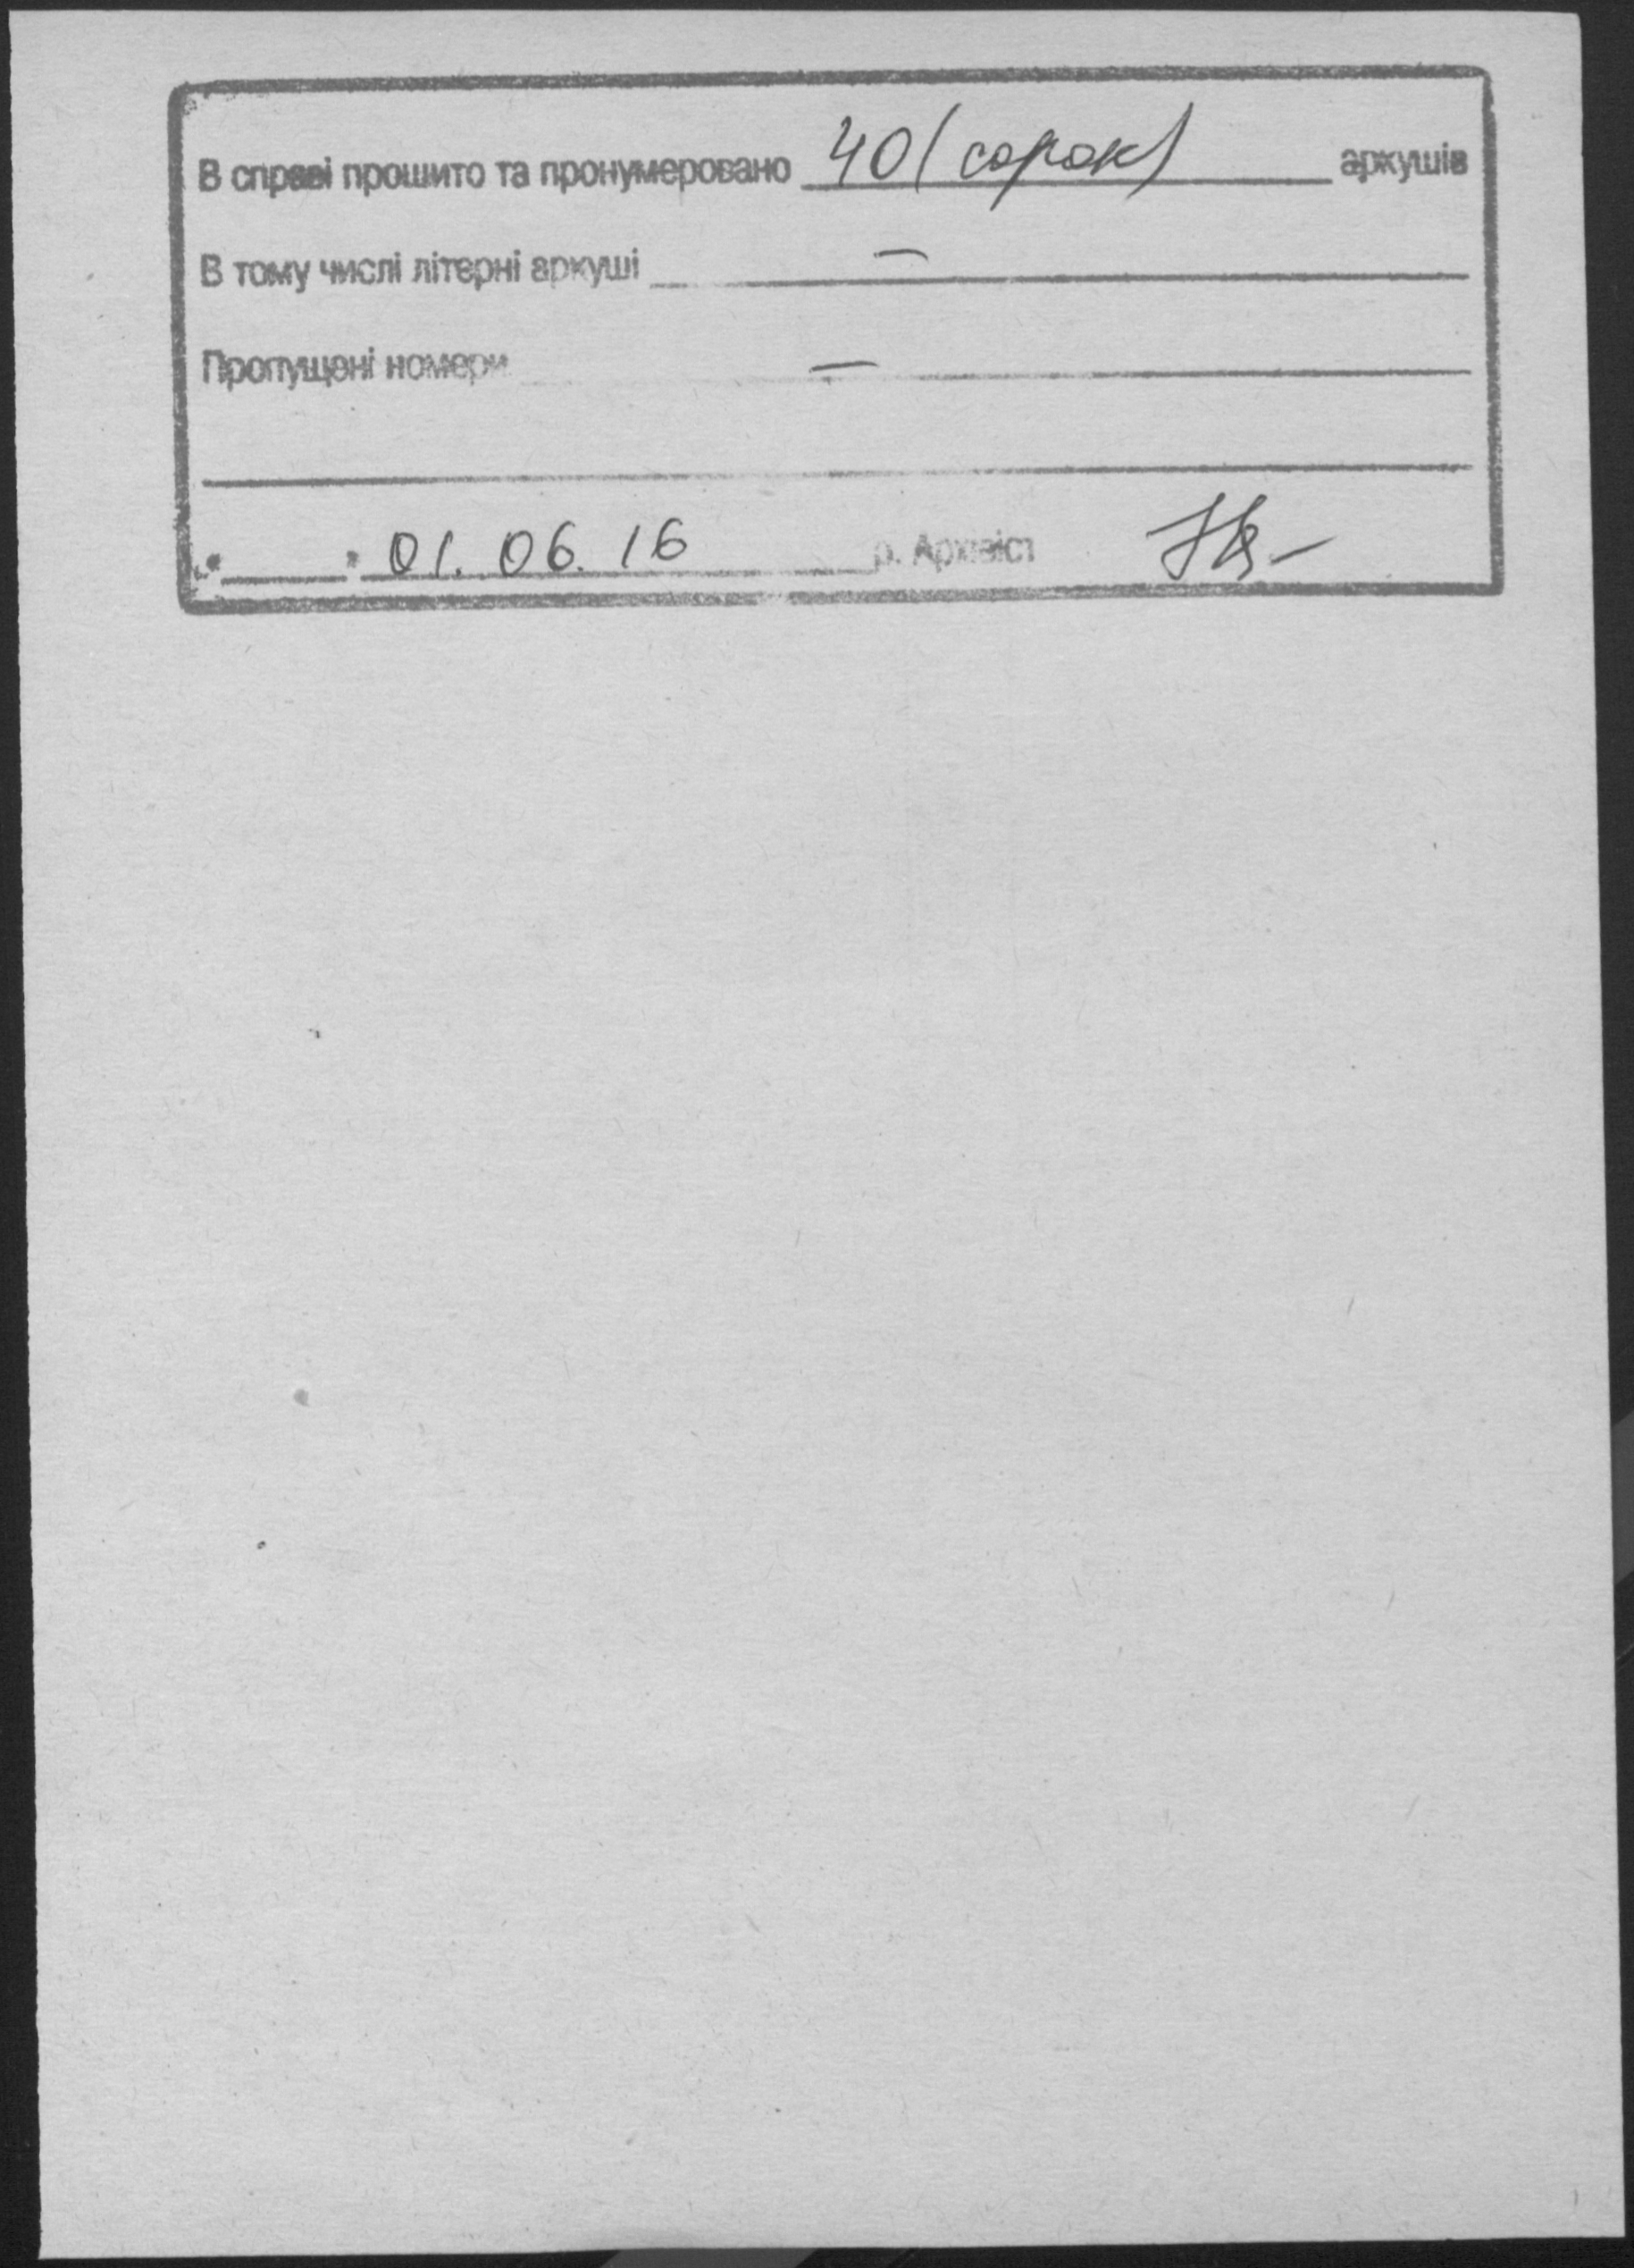 В справі прошито та пронумеровано 40 (сорок) аркушів
В тому числі літерні аркуші —
Пропущені номери —
" " 01.06.16 р. Архівіст